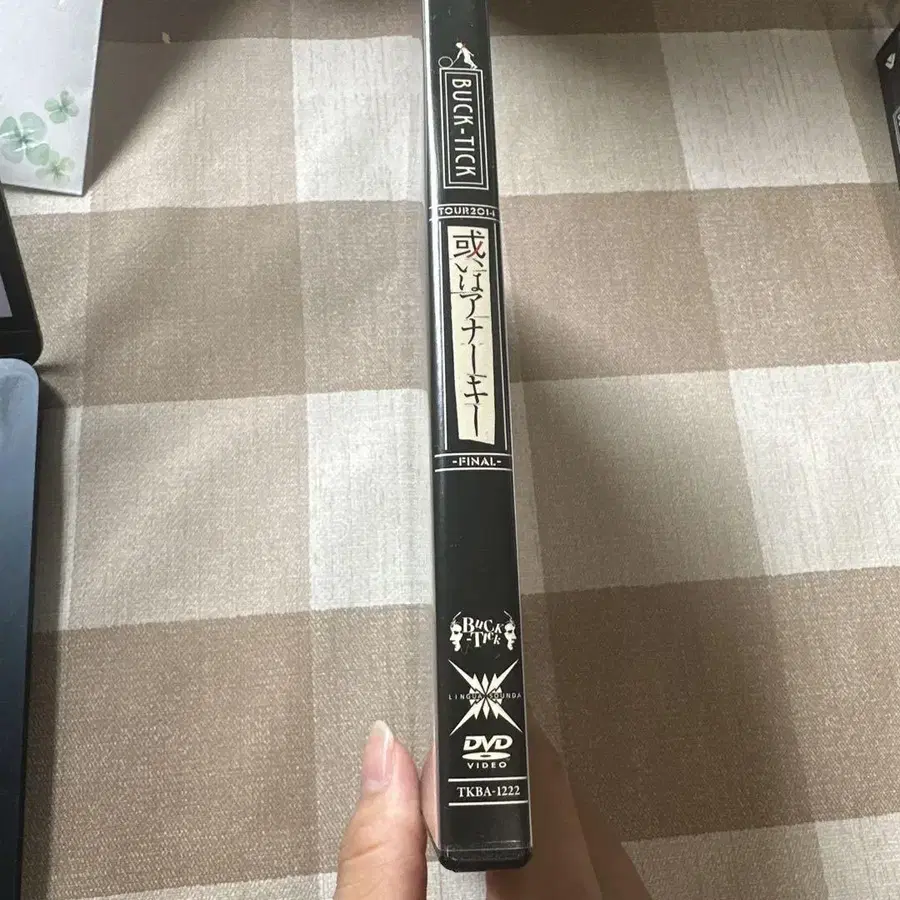 BUCK-TICK
TOUR2014
或いはアナーキー
-FINAL-
BUCK
-TICK
LINGUA SOUNDA
DVD
VIDEO
TKBA-1222